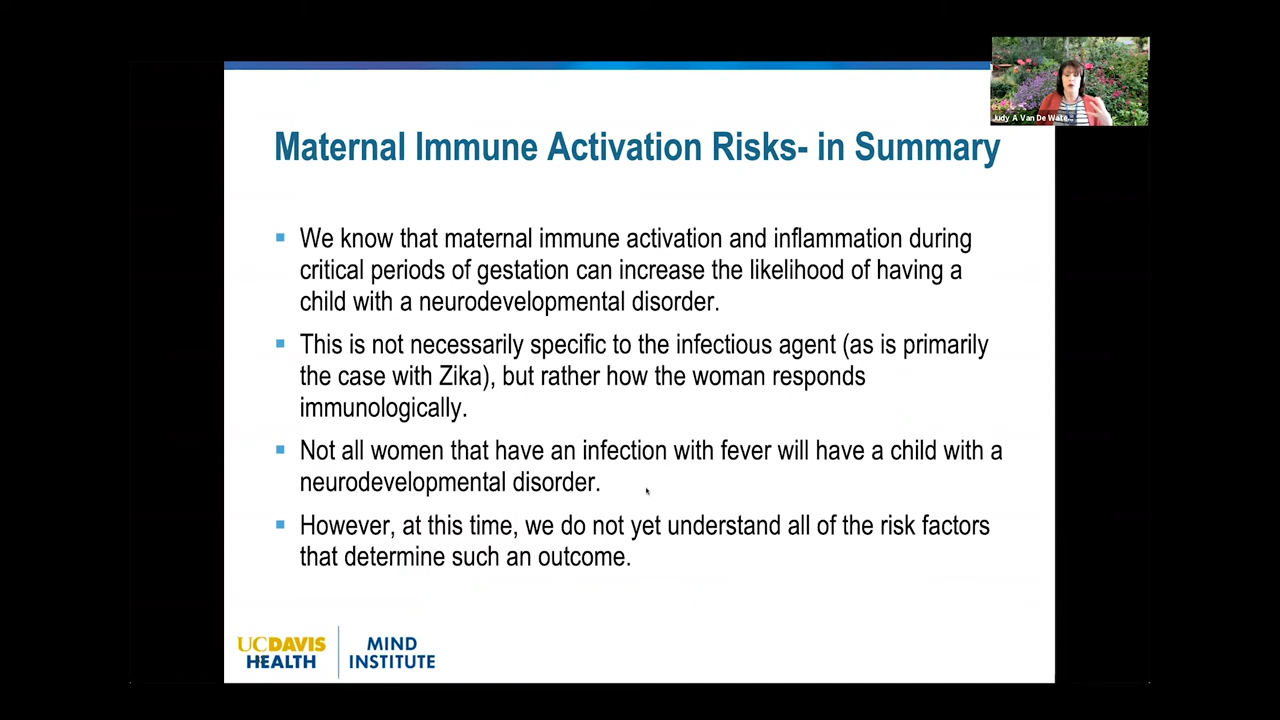 Judy A Van De Wate...
Maternal Immune Activation Risks- in Summary
We know that maternal immune activation and inflammation during
critical periods of gestation can increase the likelihood of having a
child with a neurodevelopmental disorder.
This is not necessarily specific to the infectious agent (as is primarily
the case with Zika), but rather how the woman responds
immunologically.
Not all women that have an infection with fever will have a child with a
neurodevelopmental disorder.
However, at this time, we do not yet understand all of the risk factors
that determine such an outcome.
UCDAVIS
HEALTH
MIND
INSTITUTE